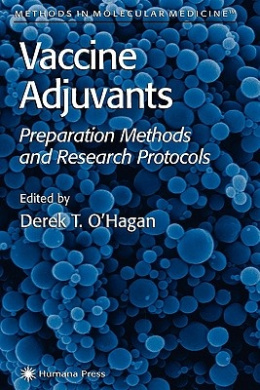 METHODS IN MOLECULAR MEDICINE™
Vaccine
Adjuvants
Preparation Methods
and Research Protocols
Edited by
Derek T. O'Hagan
Humana Press